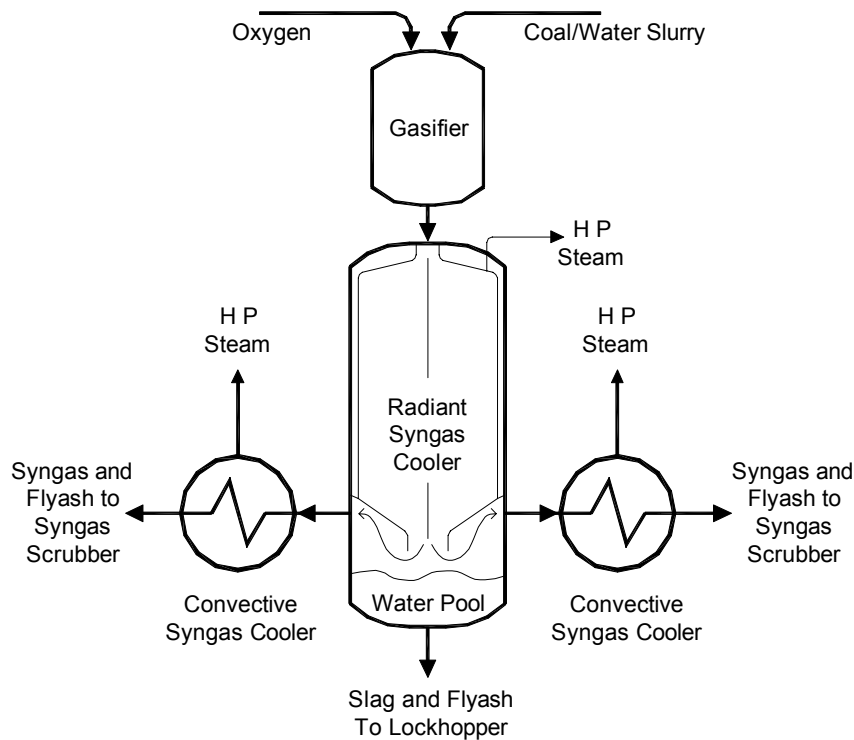 Oxygen
Coal/Water Slurry
Gasifier
H P
Steam
H P
Steam
H P
Steam
Radiant
Syngas
Cooler
Syngas and
Flyash to
Syngas
Scrubber
Syngas and
Flyash to
Syngas
Scrubber
Convective
Syngas Cooler
Water Pool
Convective
Syngas Cooler
Slag and Flyash
To Lockhopper